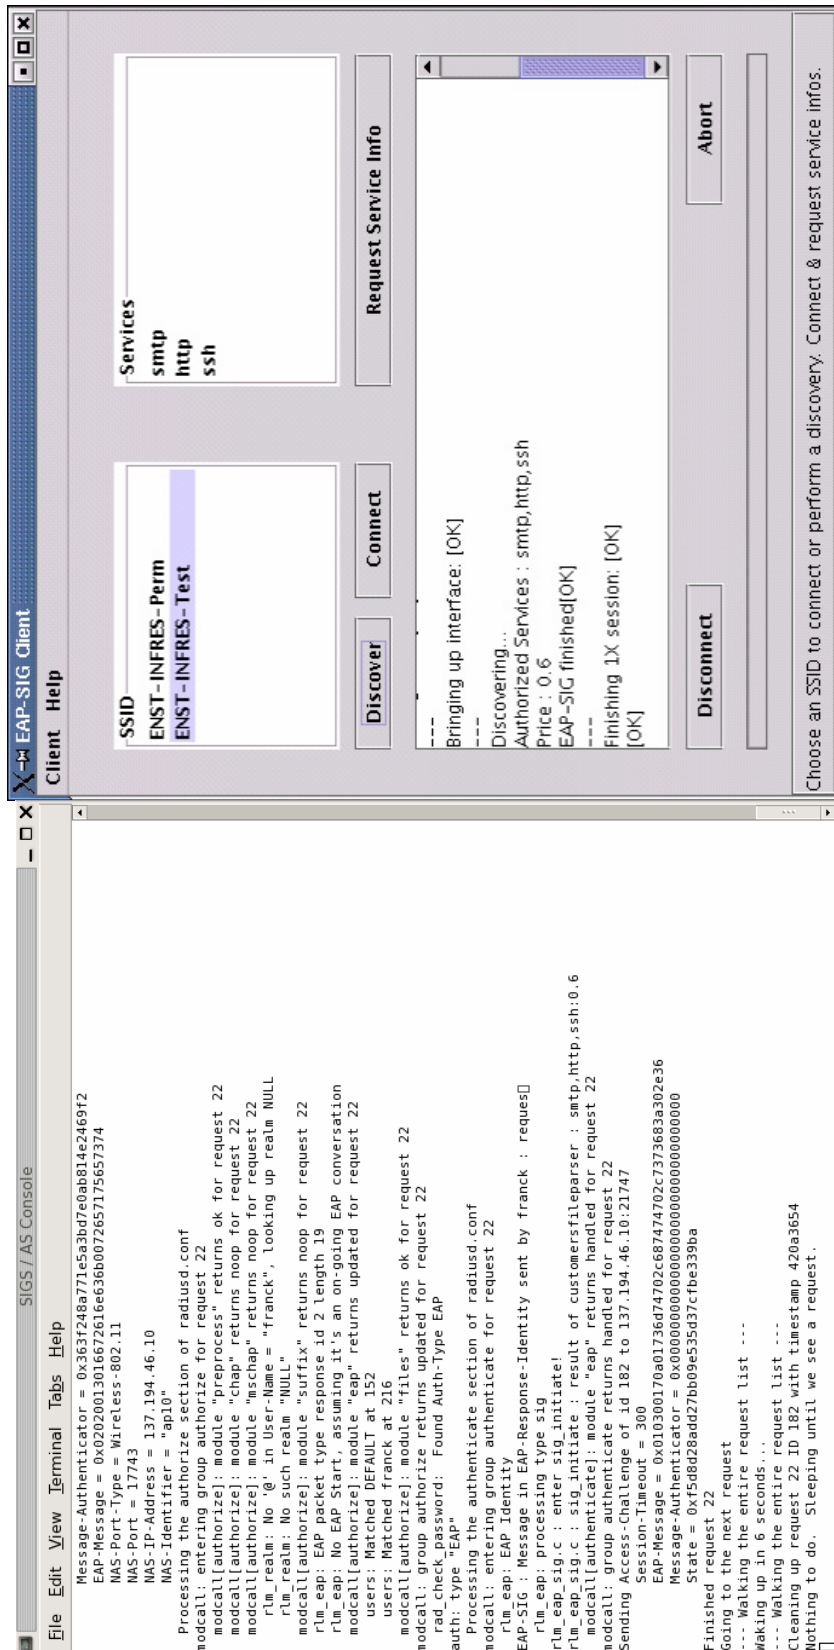 SIGS / AS Console
File Edit View Terminal Tabs Help
Message-Authenticator = 0x363f248a771e5a3bd7e0ab814e2469f2
EAP-Message = 0x0202001301667261 6e636b00726571756573 74
NAS-Port-Type = Wireless-802.11
NAS-Port = 17743
NAS-IP-Address = 137.194.46.10
NAS-Identifier = "ap10"
Processing the authorize section of radiusd.conf
modcall: entering group authorize for request 22
modcall[authorize]: module "preprocess" returns ok for request 22
modcall[authorize]: module "chap" returns noop for request 22
modcall[authorize]: module "mschap" returns noop for request 22
rlm_realm: No '@' in User-Name = "franck", looking up realm NULL
rlm_realm: No such realm "NULL"
modcall[authorize]: module "suffix" returns noop for request 22
rlm_eap: EAP packet type response id 2 length 19
rlm_eap: No EAP Start, assuming it's an on-going EAP conversation
modcall[authorize]: module "eap" returns updated for request 22
users: Matched DEFAULT at 152
users: Matched franck at 216
modcall[authorize]: module "files" returns ok for request 22
modcall: group authorize returns updated for request 22
rad_check_password: Found Auth-Type EAP
auth: type "EAP"
Processing the authenticate section of radiusd.conf
modcall: entering group authenticate for request 22
rlm_eap: EAP Identity
EAP-SIG : Message in EAP-Response-Identity sent by franck : reques
rlm_eap: processing type sig
rlm_eap_sig.c : enter sig_initiate!
rlm_eap_sig.c : sig_initiate : result of customersfileparser : smtp,http,ssh:0.6
modcall[authenticate]: module "eap" returns handled for request 22
modcall: group authenticate returns handled for request 22
Sending Access-Challenge of id 182 to 137.194.46.10:21747
Session-Timeout = 300
EAP-Message = 0x010300170a01736d74702c687474702c7373683a302e36
Message-Authenticator = 0x00000000000000000000000000000000
State = 0xf5d8d28add27bb09e535d37cfbe339ba
Finished request 22
Going to the next request
--- Walking the entire request list ---
Waking up in 6 seconds...
--- Walking the entire request list ---
Cleaning up request 22 ID 182 with timestamp 420a3654
Nothing to do. Sleeping until we see a request.
EAP-SIG Client
Client Help
SSID
ENST-INFRES-Perm
ENST-INFRES-Test
Services
smtp
http
ssh
Discover Connect Request Service Info
---
Bringing up interface: [OK]
---
Discovering...
Authorized Services : smtp,http,ssh
Price : 0.6
EAP-SIG finished[OK]
---
Finishing 1X session: [OK]
[OK]
Disconnect Abort
Choose an SSID to connect or perform a discovery. Connect & request service infos.